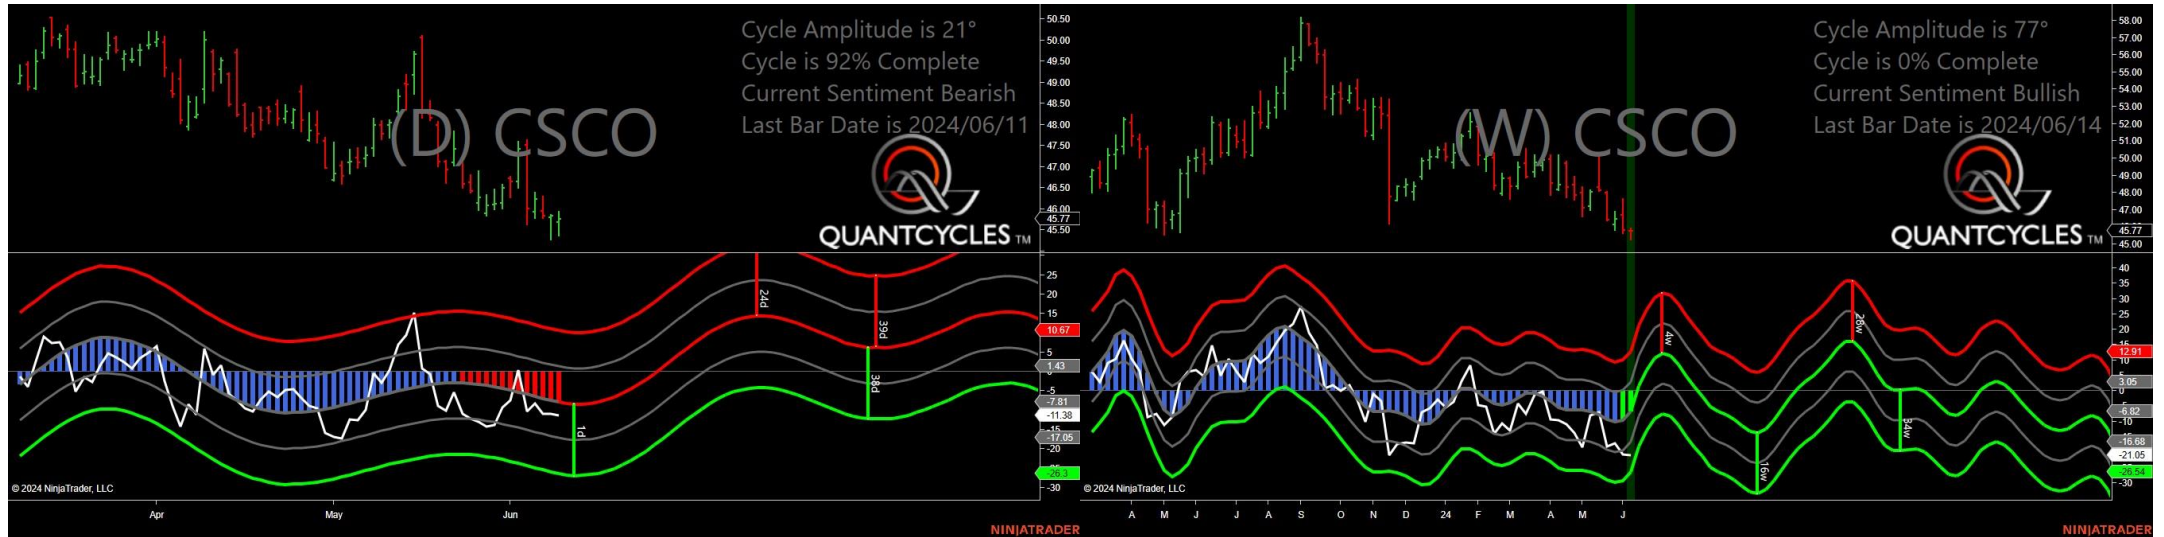 Cycle Amplitude is 21°
Cycle is 92% Complete
Current Sentiment Bearish
Last Bar Date is 2024/06/11
(D) CSCO
QUANTCYCLES TM
50.50
50.00
49.50
49.00
48.50
48.00
47.50
47.00
46.50
46.00
45.77
45.50
24d
39d
38d
1d
25
20
15
10.67
5
1.43
-5
-7.81
-11.38
-15
-17.05
-20
-26.3
-30
© 2024 NinjaTrader, LLC
Apr
May
Jun
NINJATRADER
Cycle Amplitude is 77°
Cycle is 0% Complete
Current Sentiment Bullish
Last Bar Date is 2024/06/14
(W) CSCO
QUANTCYCLES TM
58.00
57.00
56.00
55.00
54.00
53.00
52.00
51.00
50.00
49.00
48.00
47.00
45.77
45.00
4w
28w
16w
34w
40
35
30
25
20
15
12.91
10
5
3.05
-6.82
-10
-16.68
-21.05
-26.54
-30
© 2024 NinjaTrader, LLC
A
M
J
J
A
S
O
N
D
24
F
M
A
M
J
NINJATRADER